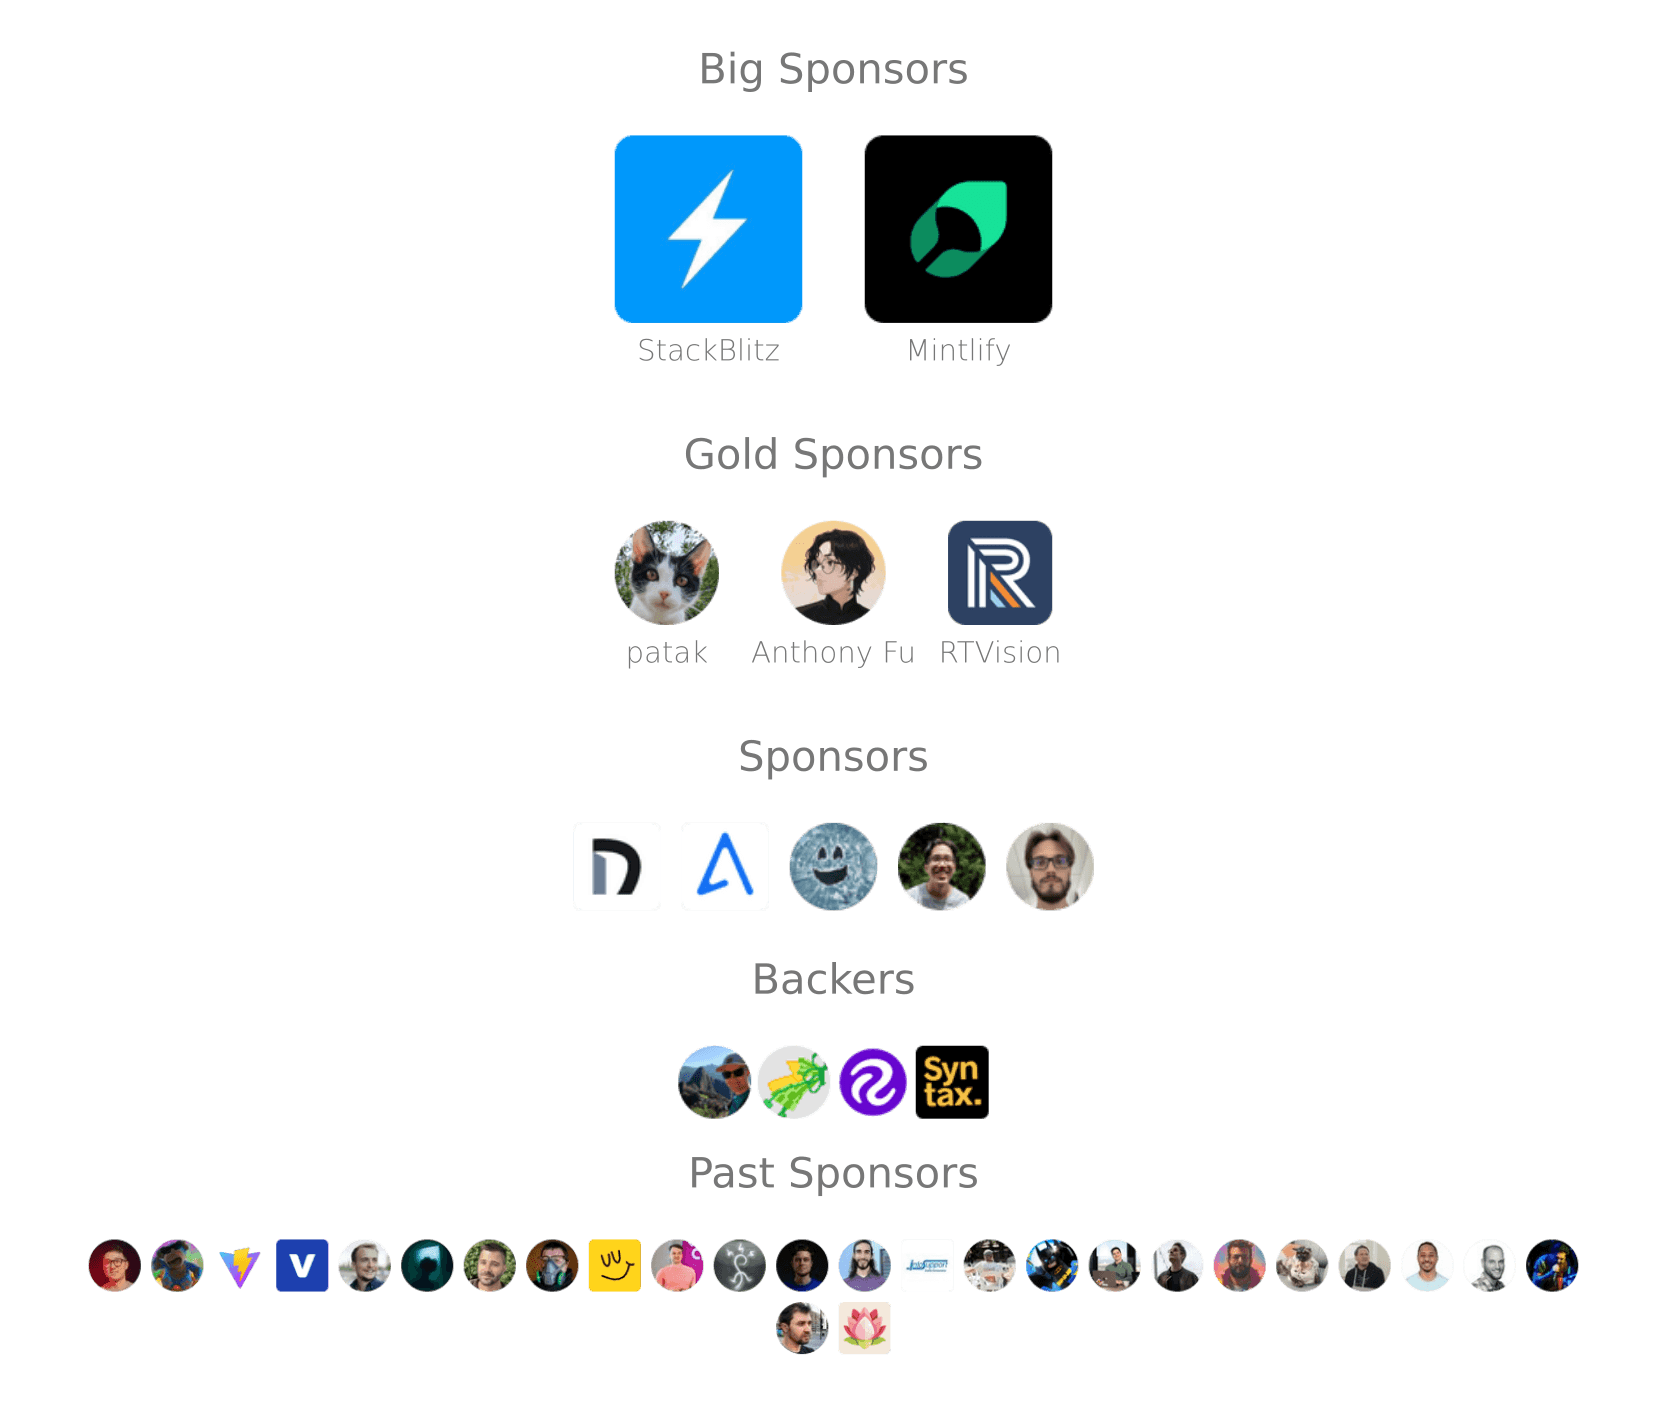 Big Sponsors
StackBlitz
Mintlify
Gold Sponsors
patak
Anthony Fu
RTVision
Sponsors
Backers
Syn
tax.
Past Sponsors
V